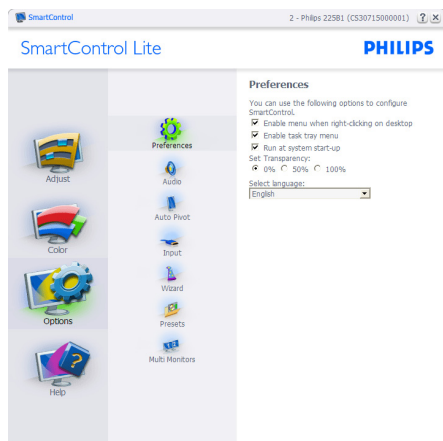 SmartControl
2 - Philips 225B1 (CS30715000001)
SmartControl Lite
PHILIPS
Adjust
Color
Options
Help
Preferences
Audio
Auto Pivot
Input
Wizard
Presets
Multi Monitors
Preferences
You can use the following options to configure
SmartControl.
Enable menu when right-clicking on desktop
Enable task tray menu
Run at system start-up
Set Transparency:
0% 50% 100%
Select language:
English